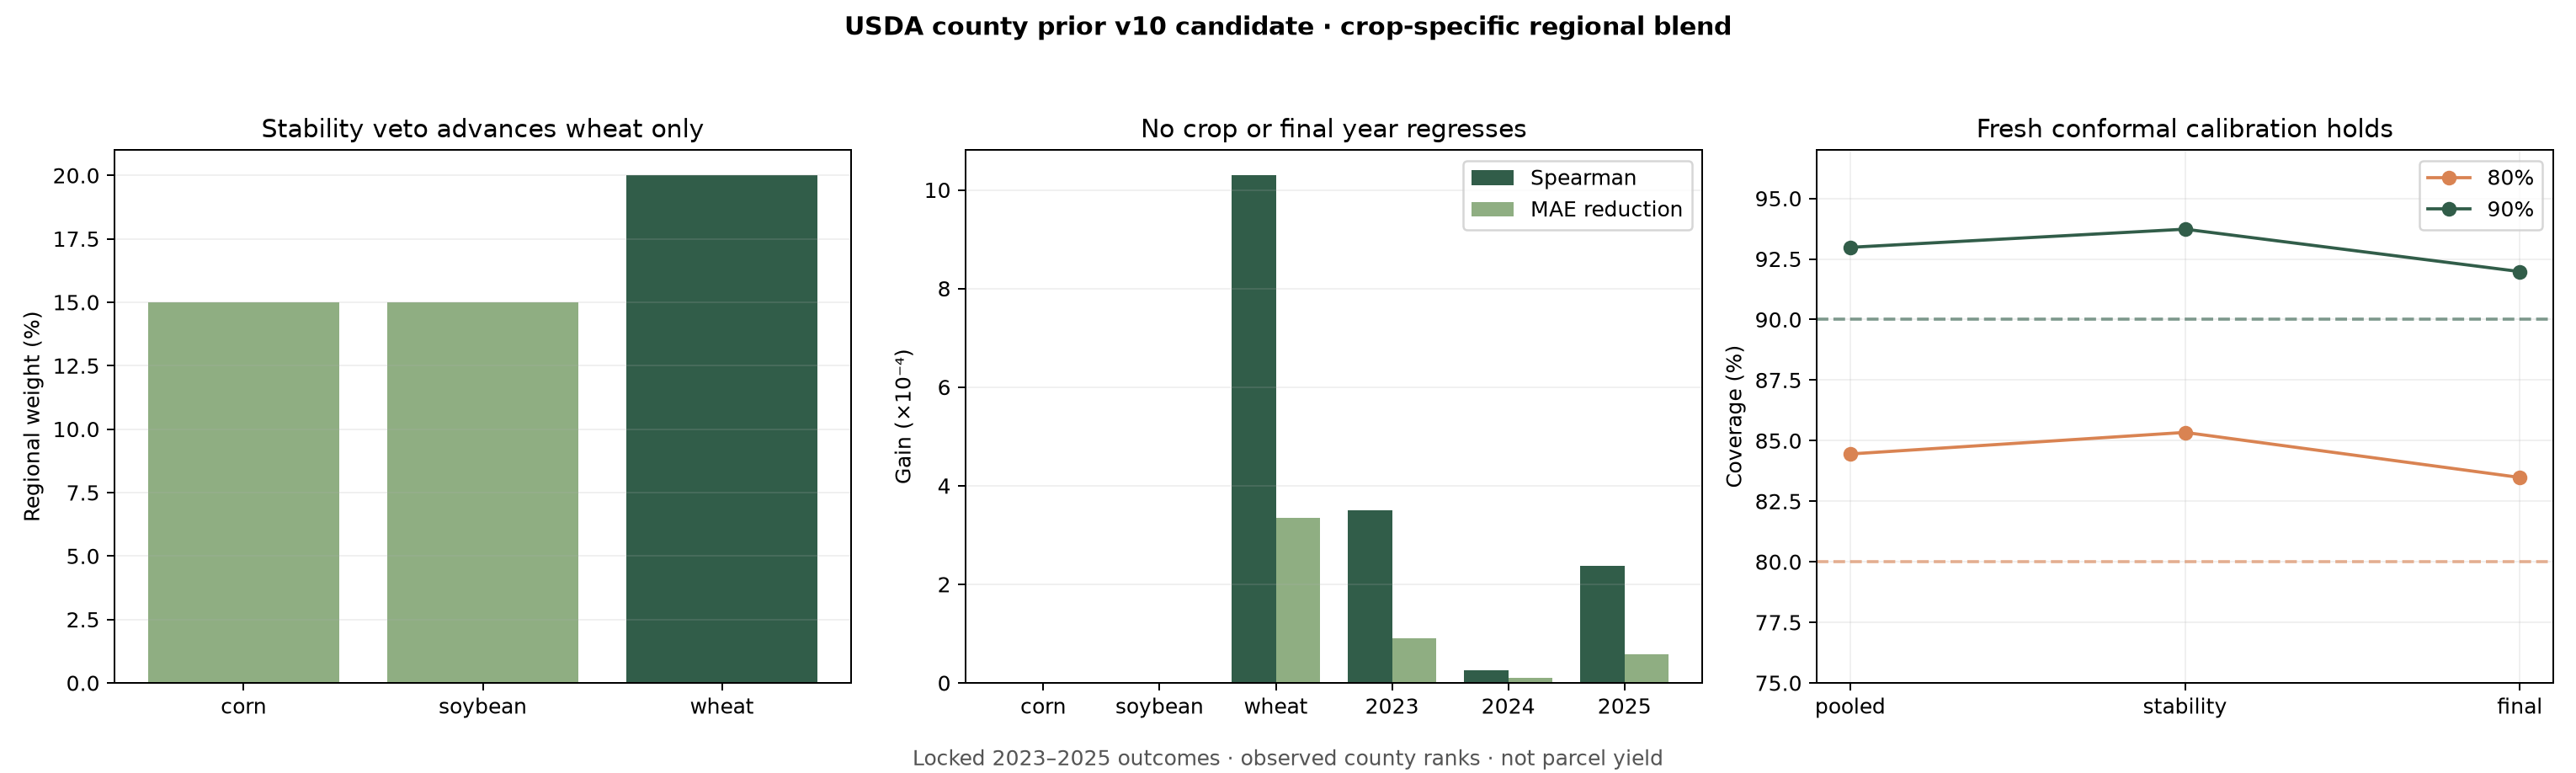 USDA county prior v10 candidate · crop-specific regional blend
Stability veto advances wheat only
Regional weight (%)
20.0
17.5
15.0
12.5
10.0
7.5
5.0
2.5
0.0
corn
soybean
wheat
No crop or final year regresses
Gain (×10⁻⁴)
10
8
6
4
2
0
Spearman
MAE reduction
corn
soybean
wheat
2023
2024
2025
Fresh conformal calibration holds
Coverage (%)
95.0
92.5
90.0
87.5
85.0
82.5
80.0
77.5
75.0
80%
90%
pooled
stability
final
Locked 2023–2025 outcomes · observed county ranks · not parcel yield